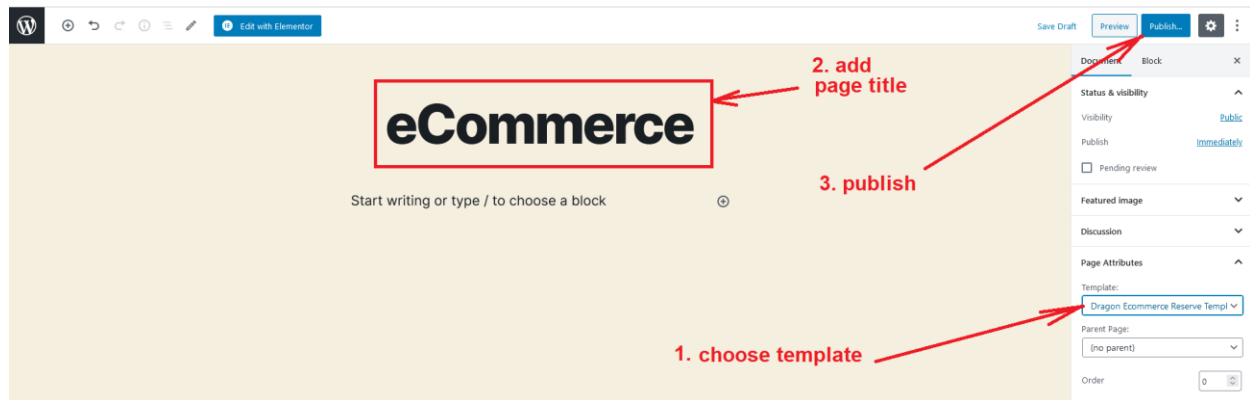 Edit with Elementor
Save Draft
Preview
Publish...
2. add
page title
Document
Block
eCommerce
Status & visibility
Visibility
Public
Publish
Immediately
Pending review
3. publish
Start writing or type / to choose a block
Featured image
Discussion
Page Attributes
Template:
Dragon Ecommerce Reserve Templ
Parent Page:
(no parent)
1. choose template
Order
0